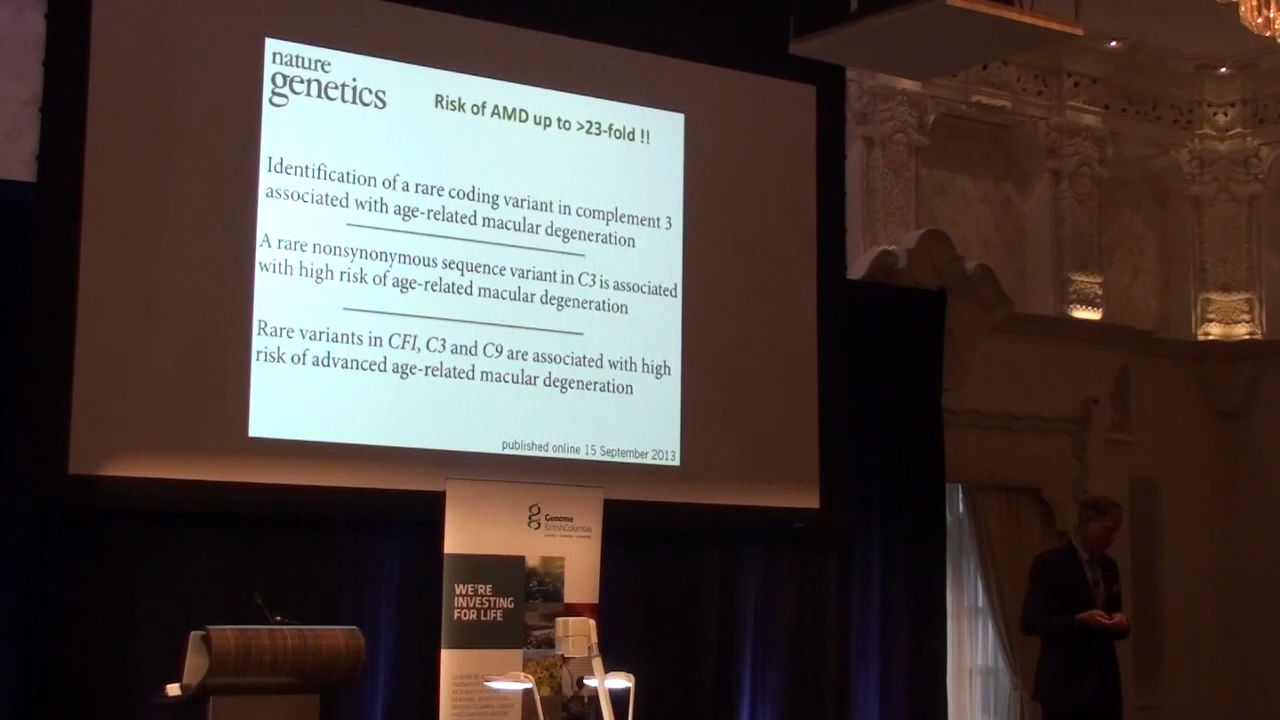 nature
genetics
Risk of AMD up to >23-fold !!
Identification of a rare coding variant in complement 3
associated with age-related macular degeneration
A rare nonsynonymous sequence variant in C3 is associated
with high risk of age-related macular degeneration
Rare variants in CFI, C3 and C9 are associated with high
risk of advanced age-related macular degeneration
published online 15 September 2013
Genome
BritishColumbia
WE'RE
INVESTING
FOR LIFE